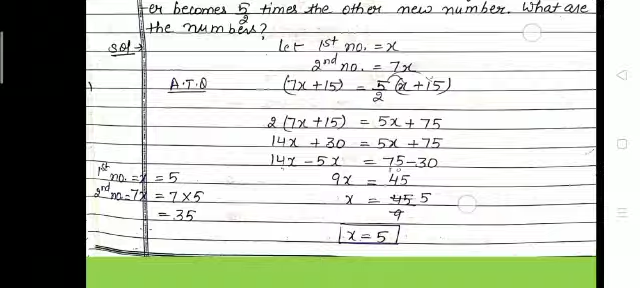 er becomes 5/2 times the other new number. What are
the numbers?
Sol→ let 1st no. = x
2nd no. = 7x
A.T.Q (7x+15) = 5/2 (x+15)
2(7x+15) = 5x+75
14x+30 = 5x+75
14x-5x = 75-30
1st no. = x = 5
9x = 45
2nd no = 7x = 7×5
x = 45/9 5
= 35
x = 5